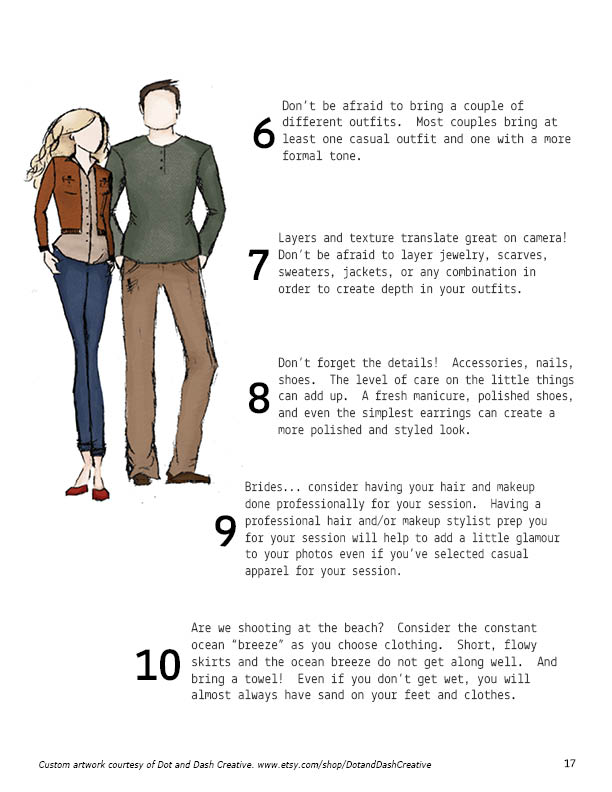 6
Don't be afraid to bring a couple of
different outfits.  Most couples bring at
least one casual outfit and one with a more
formal tone.
7
Layers and texture translate great on camera!
Don't be afraid to layer jewelry, scarves,
sweaters, jackets, or any combination in
order to create depth in your outfits.
8
Don't forget the details!  Accessories, nails,
shoes.  The level of care on the little things
can add up.  A fresh manicure, polished shoes,
and even the simplest earrings can create a
more polished and styled look.
9
Brides... consider having your hair and makeup
done professionally for your session.  Having a
professional hair and/or makeup stylist prep you
for your session will help to add a little glamour
to your photos even if you've selected casual
apparel for your session.
10
Are we shooting at the beach?  Consider the constant
ocean “breeze” as you choose clothing.  Short, flowy
skirts and the ocean breeze do not get along well.  And
bring a towel!  Even if you don't get wet, you will
almost always have sand on your feet and clothes.
Custom artwork courtesy of Dot and Dash Creative. www.etsy.com/shop/DotandDashCreative
17